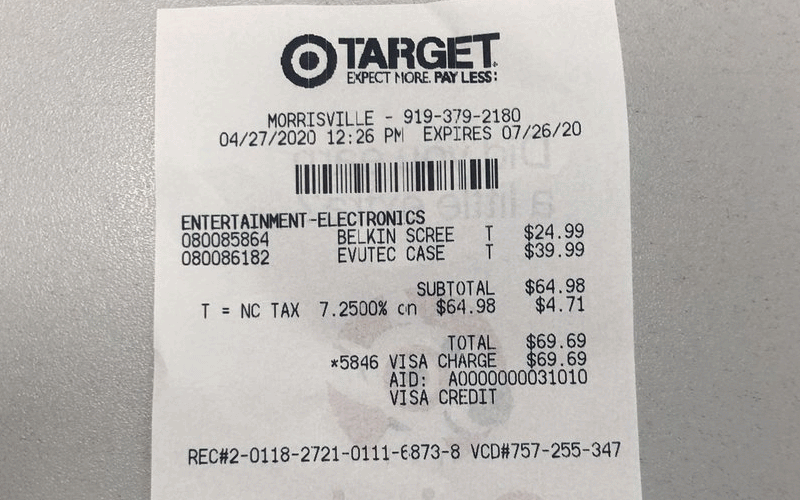 TARGET
EXPECT MORE. PAY LESS.
MORRISVILLE - 919-379-2180
04/27/2020 12:26 PM EXPIRES 07/26/20
ENTERTAINMENT-ELECTRONICS
080085864 BELKIN SCREE T $24.99
080086182 EVUTEC CASE T $39.99
SUBTOTAL $64.98
T = NC TAX 7.2500% on $64.98 $4.71
TOTAL $69.69
*5846 VISA CHARGE $69.69
AID: A0000000031010
VISA CREDIT
REC#2-0118-2721-0111-6873-8 VCD#757-255-347